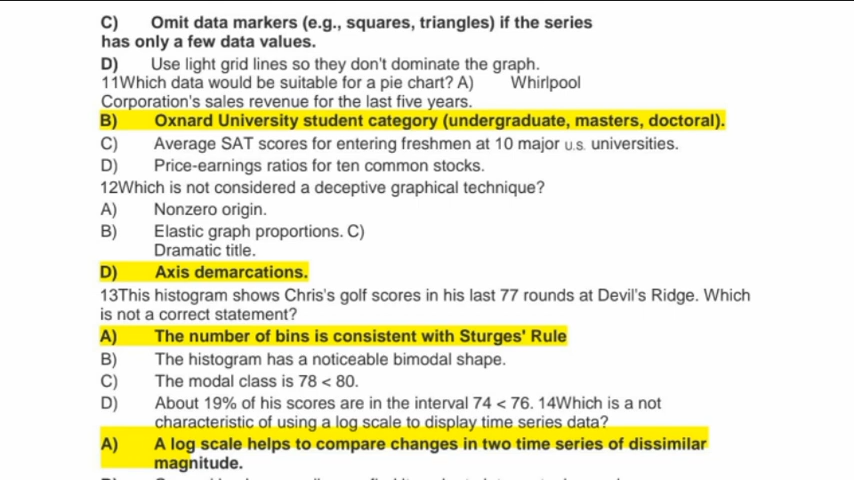 C) Omit data markers (e.g., squares, triangles) if the series
has only a few data values.
D) Use light grid lines so they don't dominate the graph.
11Which data would be suitable for a pie chart? A) Whirlpool
Corporation's sales revenue for the last five years.
B) Oxnard University student category (undergraduate, masters, doctoral).
C) Average SAT scores for entering freshmen at 10 major U.S. universities.
D) Price-earnings ratios for ten common stocks.
12Which is not considered a deceptive graphical technique?
A) Nonzero origin.
B) Elastic graph proportions. C)
Dramatic title.
D) Axis demarcations.
13This histogram shows Chris's golf scores in his last 77 rounds at Devil's Ridge. Which
is not a correct statement?
A) The number of bins is consistent with Sturges' Rule
B) The histogram has a noticeable bimodal shape.
C) The modal class is 78 < 80.
D) About 19% of his scores are in the interval 74 < 76. 14Which is a not
characteristic of using a log scale to display time series data?
A) A log scale helps to compare changes in two time series of dissimilar
magnitude.